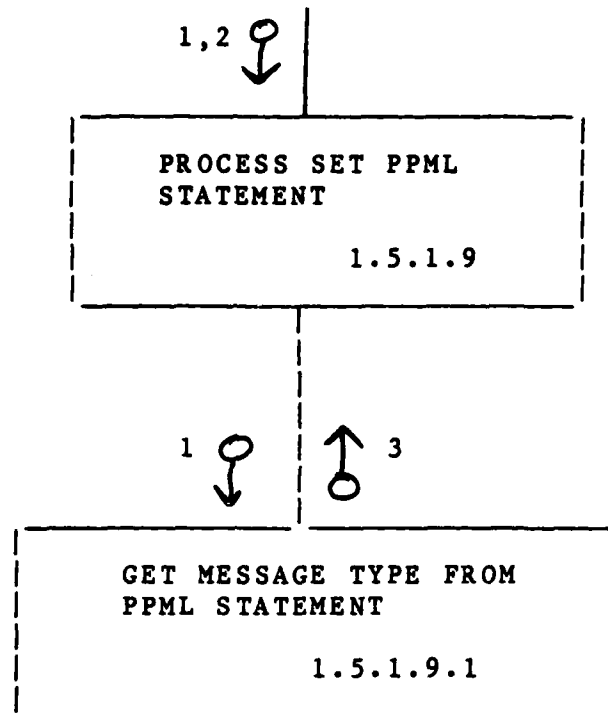 1,2
PROCESS SET PPML
STATEMENT
1.5.1.9
1
3
GET MESSAGE TYPE FROM
PPML STATEMENT
1.5.1.9.1